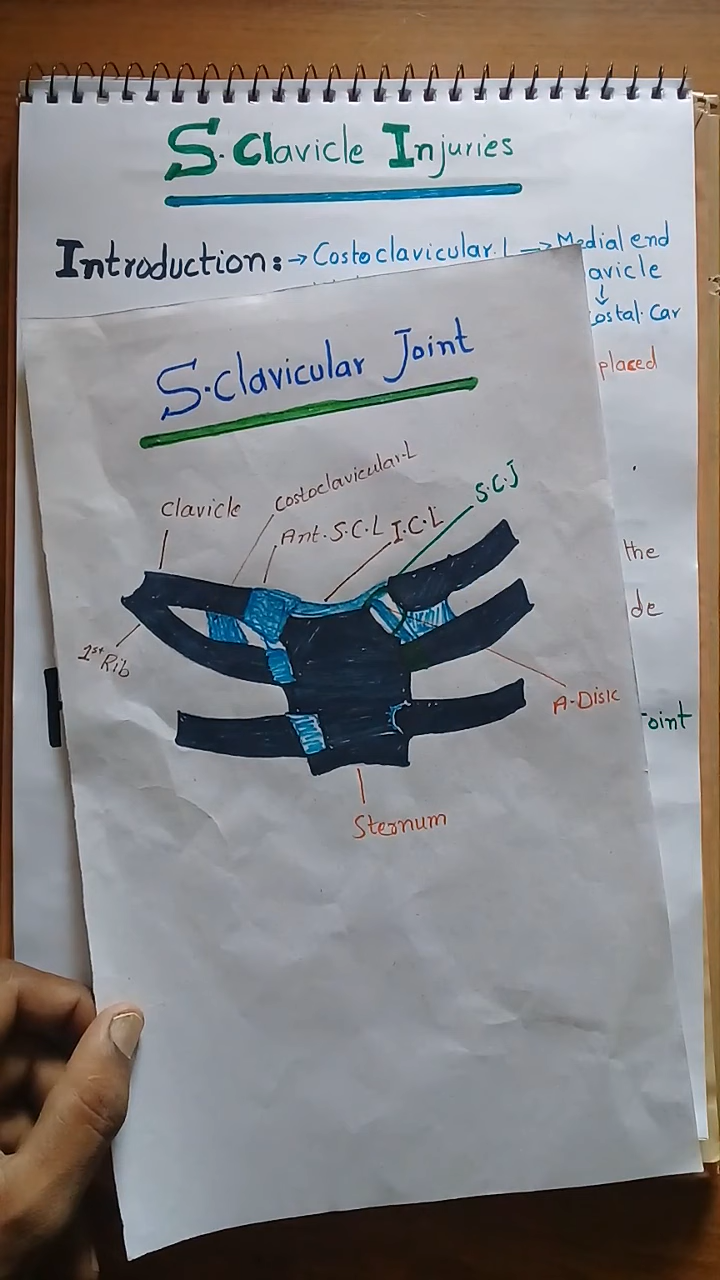 S.Clavicle Injuries
Introduction:→ Costoclavicular.L → Medial end
avicle
↓
ostal.Car
placed
S.Clavicular Joint
Costoclavicular.L
S.C.J
Clavicle
Ant.S.C.L
I.C.L
the
de
1st Rib
A-Disk
oint
Sternum